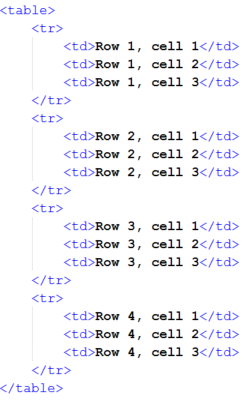 <table>
<tr>
<td>Row 1, cell 1</td>
<td>Row 1, cell 2</td>
<td>Row 1, cell 3</td>
</tr>
<tr>
<td>Row 2, cell 1</td>
<td>Row 2, cell 2</td>
<td>Row 2, cell 3</td>
</tr>
<tr>
<td>Row 3, cell 1</td>
<td>Row 3, cell 2</td>
<td>Row 3, cell 3</td>
</tr>
<tr>
<td>Row 4, cell 1</td>
<td>Row 4, cell 2</td>
<td>Row 4, cell 3</td>
</tr>
</table>